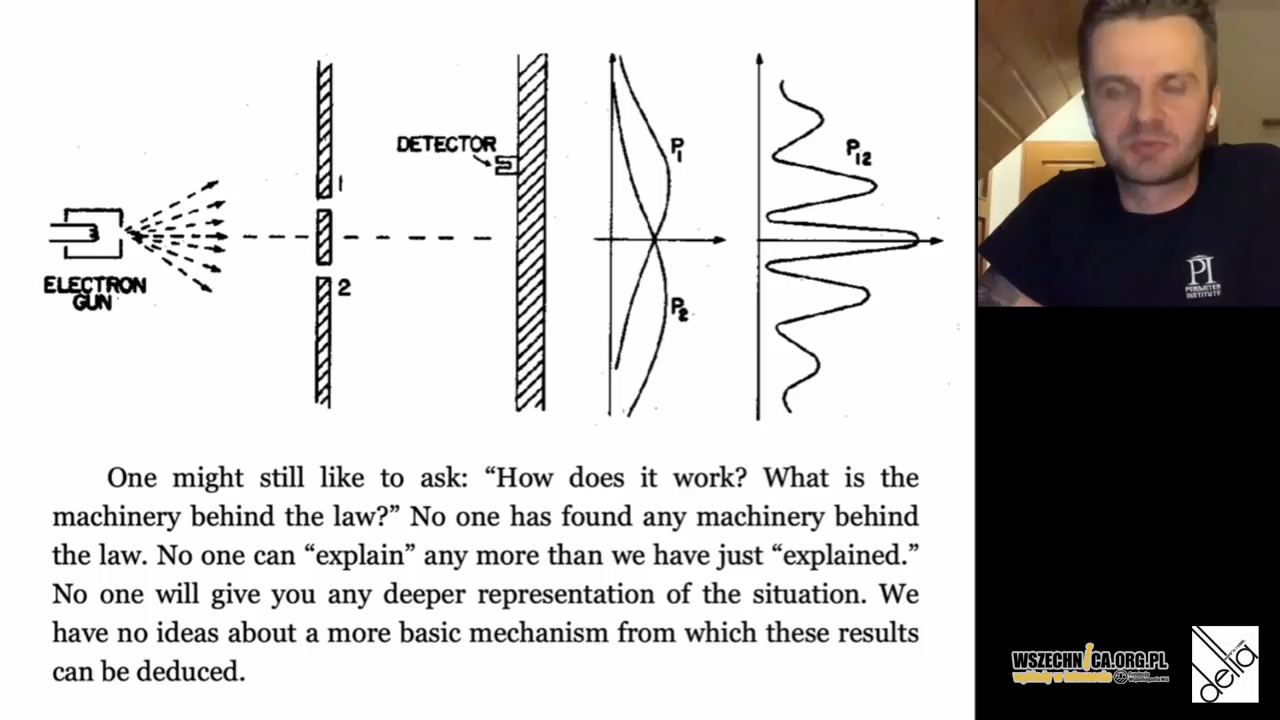 1
DETECTOR
P1
P12
ELECTRON
GUN
2
P2
One might still like to ask: “How does it work? What is the
machinery behind the law?” No one has found any machinery behind
the law. No one can “explain” any more than we have just “explained.”
No one will give you any deeper representation of the situation. We
have no ideas about a more basic mechanism from which these results
can be deduced.
PI
PERIMETER
INSTITUTE
WSZECHNICA.ORG.PL
wykłady w internecie
delta